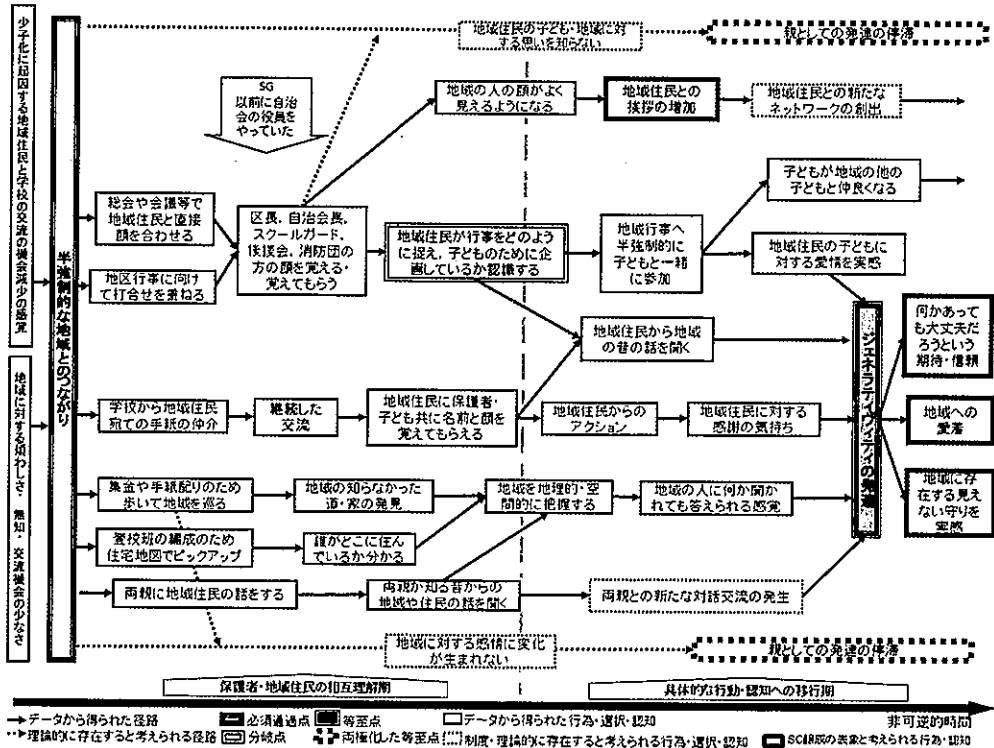 少子化に起因する地域住民と学校の交流の機会減少の感覚
地域に対する煩わしさ・無知・交流機会の少なさ
半強制的な地域とのつながり
地域住民の子ども・地域に対
する思いを知らない
親としての発達の停滞
SG
以前に自治
会の役員を
やっていた
地域の人の顔がよく
見えるようになる
地域住民との
挨拶の増加
地域住民との新たな
ネットワークの創出
総会や会議等で
地域住民と直接
顔を合わせる
地区行事に向け
て打合せを重ねる
区長、自治会長、
スクールガード、
後援会、消防団の
方の顔を覚える・
覚えてもらう
地域住民が行事をどのよう
に捉え，子どものために企
画しているか認識する
地域行事へ
半強制的に
子どもと一緒
に参加
子どもが地域の他の
子どもと仲良くなる
地域住民の子どもに
対する愛情を実感
地域住民から地域
の昔の話を聞く
学校から地域住民
宛ての手紙の仲介
継続した
交流
地域住民に保護者・
子ども共に名前と顔を
覚えてもらえる
地域住民からの
アクション
地域住民に対する
感謝の気持ち
集金や手紙配りのため
歩いて地域を巡る
地域の知らなかった
道・家の発見
地域を地理的・空
間的に把握する
地域の人に何か聞か
れても答えられる感覚
登校班の編成のため
住宅地図でピックアップ
誰がどこに住ん
でいるか分かる
両親に地域住民の話をする
両親が知る昔からの
地域や住民の話を聞く
両親との新たな対話交流の発生
ジェネラティヴィティの発達
何かあって
も大丈夫だ
ろうという
期待・信頼
地域への
愛着
地域に存
在する見え
ない守りを
実感
地域に対する感情に変化
が生まれない
親としての発達の停滞
保護者・地域住民の相互理解期
具体的な行動・認知への移行期
非可逆的時間
→データから得られた径路
必須通過点
等至点
データから得られた行為・選択・認知
理論的に存在すると考えられる径路
分岐点
両極化した等至点
制度・理論的に存在すると考えられる行為・選択・認知
SC醸成の表象と考えられる行為・認知